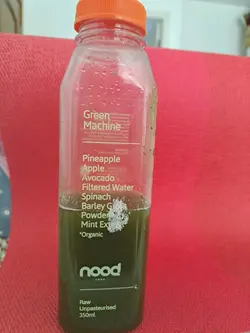 Green
Machine
Pineapple
Apple
Avocado
Filtered Water
Spinach
Barley
Powder
Mint
*Organic
nood
Raw
Unpasteurised
350ml